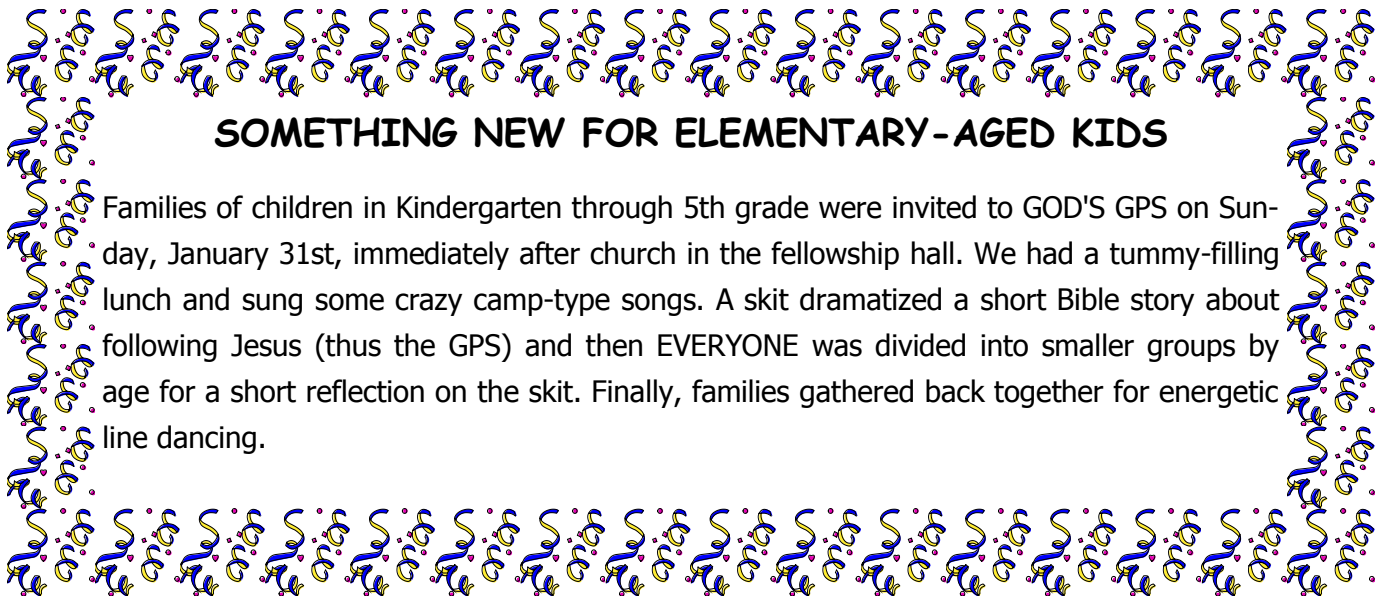 SOMETHING NEW FOR ELEMENTARY-AGED KIDS
Families of children in Kindergarten through 5th grade were invited to GOD'S GPS on Sun-
day, January 31st, immediately after church in the fellowship hall. We had a tummy-filling
lunch and sung some crazy camp-type songs. A skit dramatized a short Bible story about
following Jesus (thus the GPS) and then EVERYONE was divided into smaller groups by
age for a short reflection on the skit. Finally, families gathered back together for energetic
line dancing.